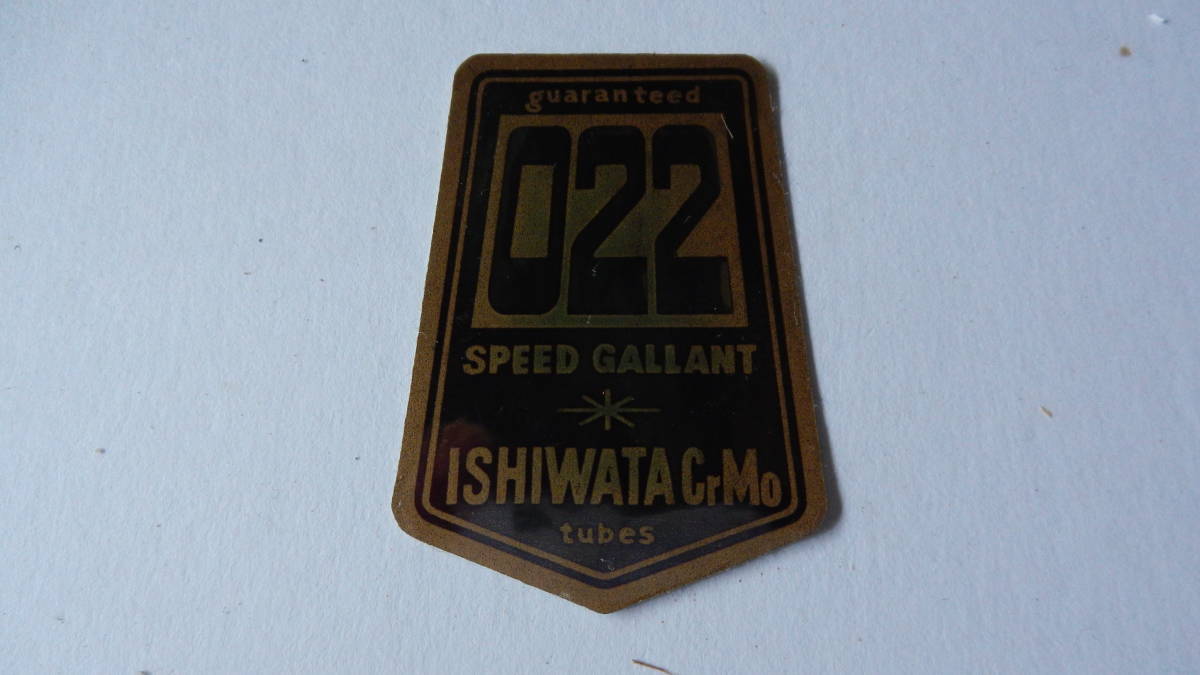 guaranteed
022
SPEED GALLANT
ISHIWATA CrMo
tubes